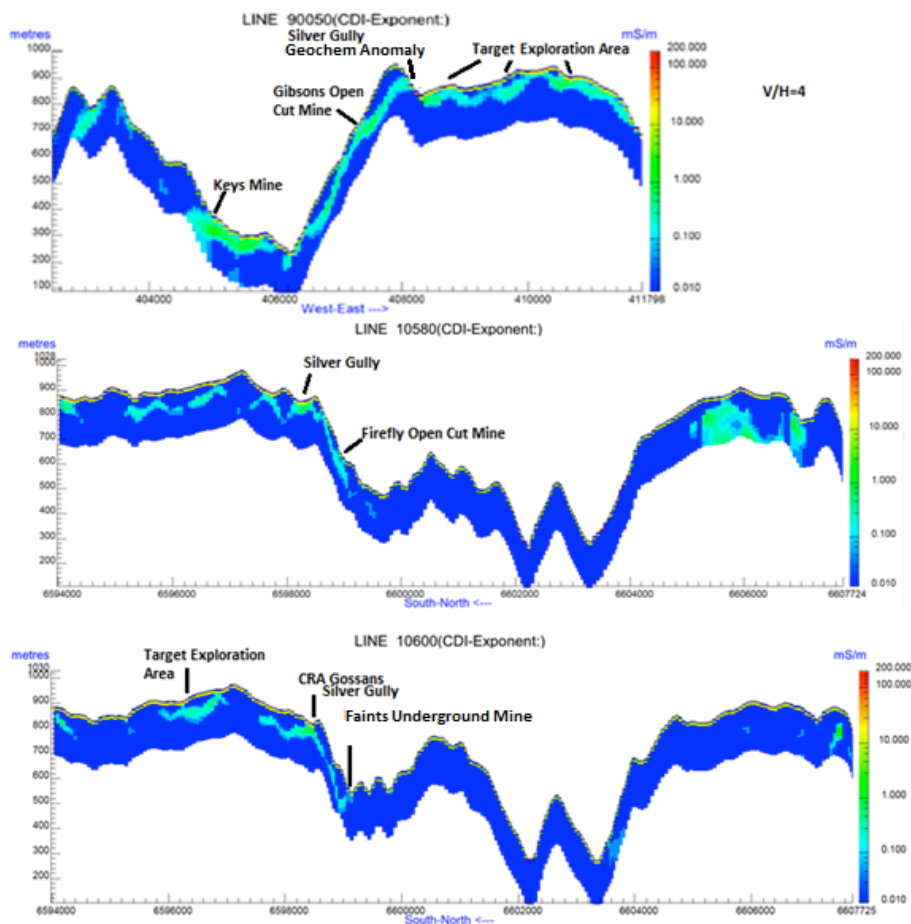 LINE 90050(CDI-Exponent:)
metres
Silver Gully
Geochem Anomaly
Target Exploration Area
mS/m
200.000
100.000
V/H=4
Gibsons Open
Cut Mine
Keys Mine
1000
900
800
700
600
500
400
300
200
100
10.000
1.000
0.100
0.010
404000
406000
408000
410000
411798
West-East --->
LINE 10580(CDI-Exponent:)
metres
mS/m
Silver Gully
Firefly Open Cut Mine
1028
900
800
700
600
500
400
300
200
200.000
100.000
10.000
1.000
0.100
0.010
6594000
6596000
6598000
6600000
6602000
6604000
6606000
6607724
South-North <---
LINE 10600(CDI-Exponent:)
metres
mS/m
Target Exploration
Area
CRA Gossans
Silver Gully
Faints Underground Mine
1030
900
800
700
600
500
400
300
200
200.000
100.000
10.000
1.000
0.100
0.010
6594000
6596000
6598000
6600000
6602000
6604000
6606000
6607725
South-North <---